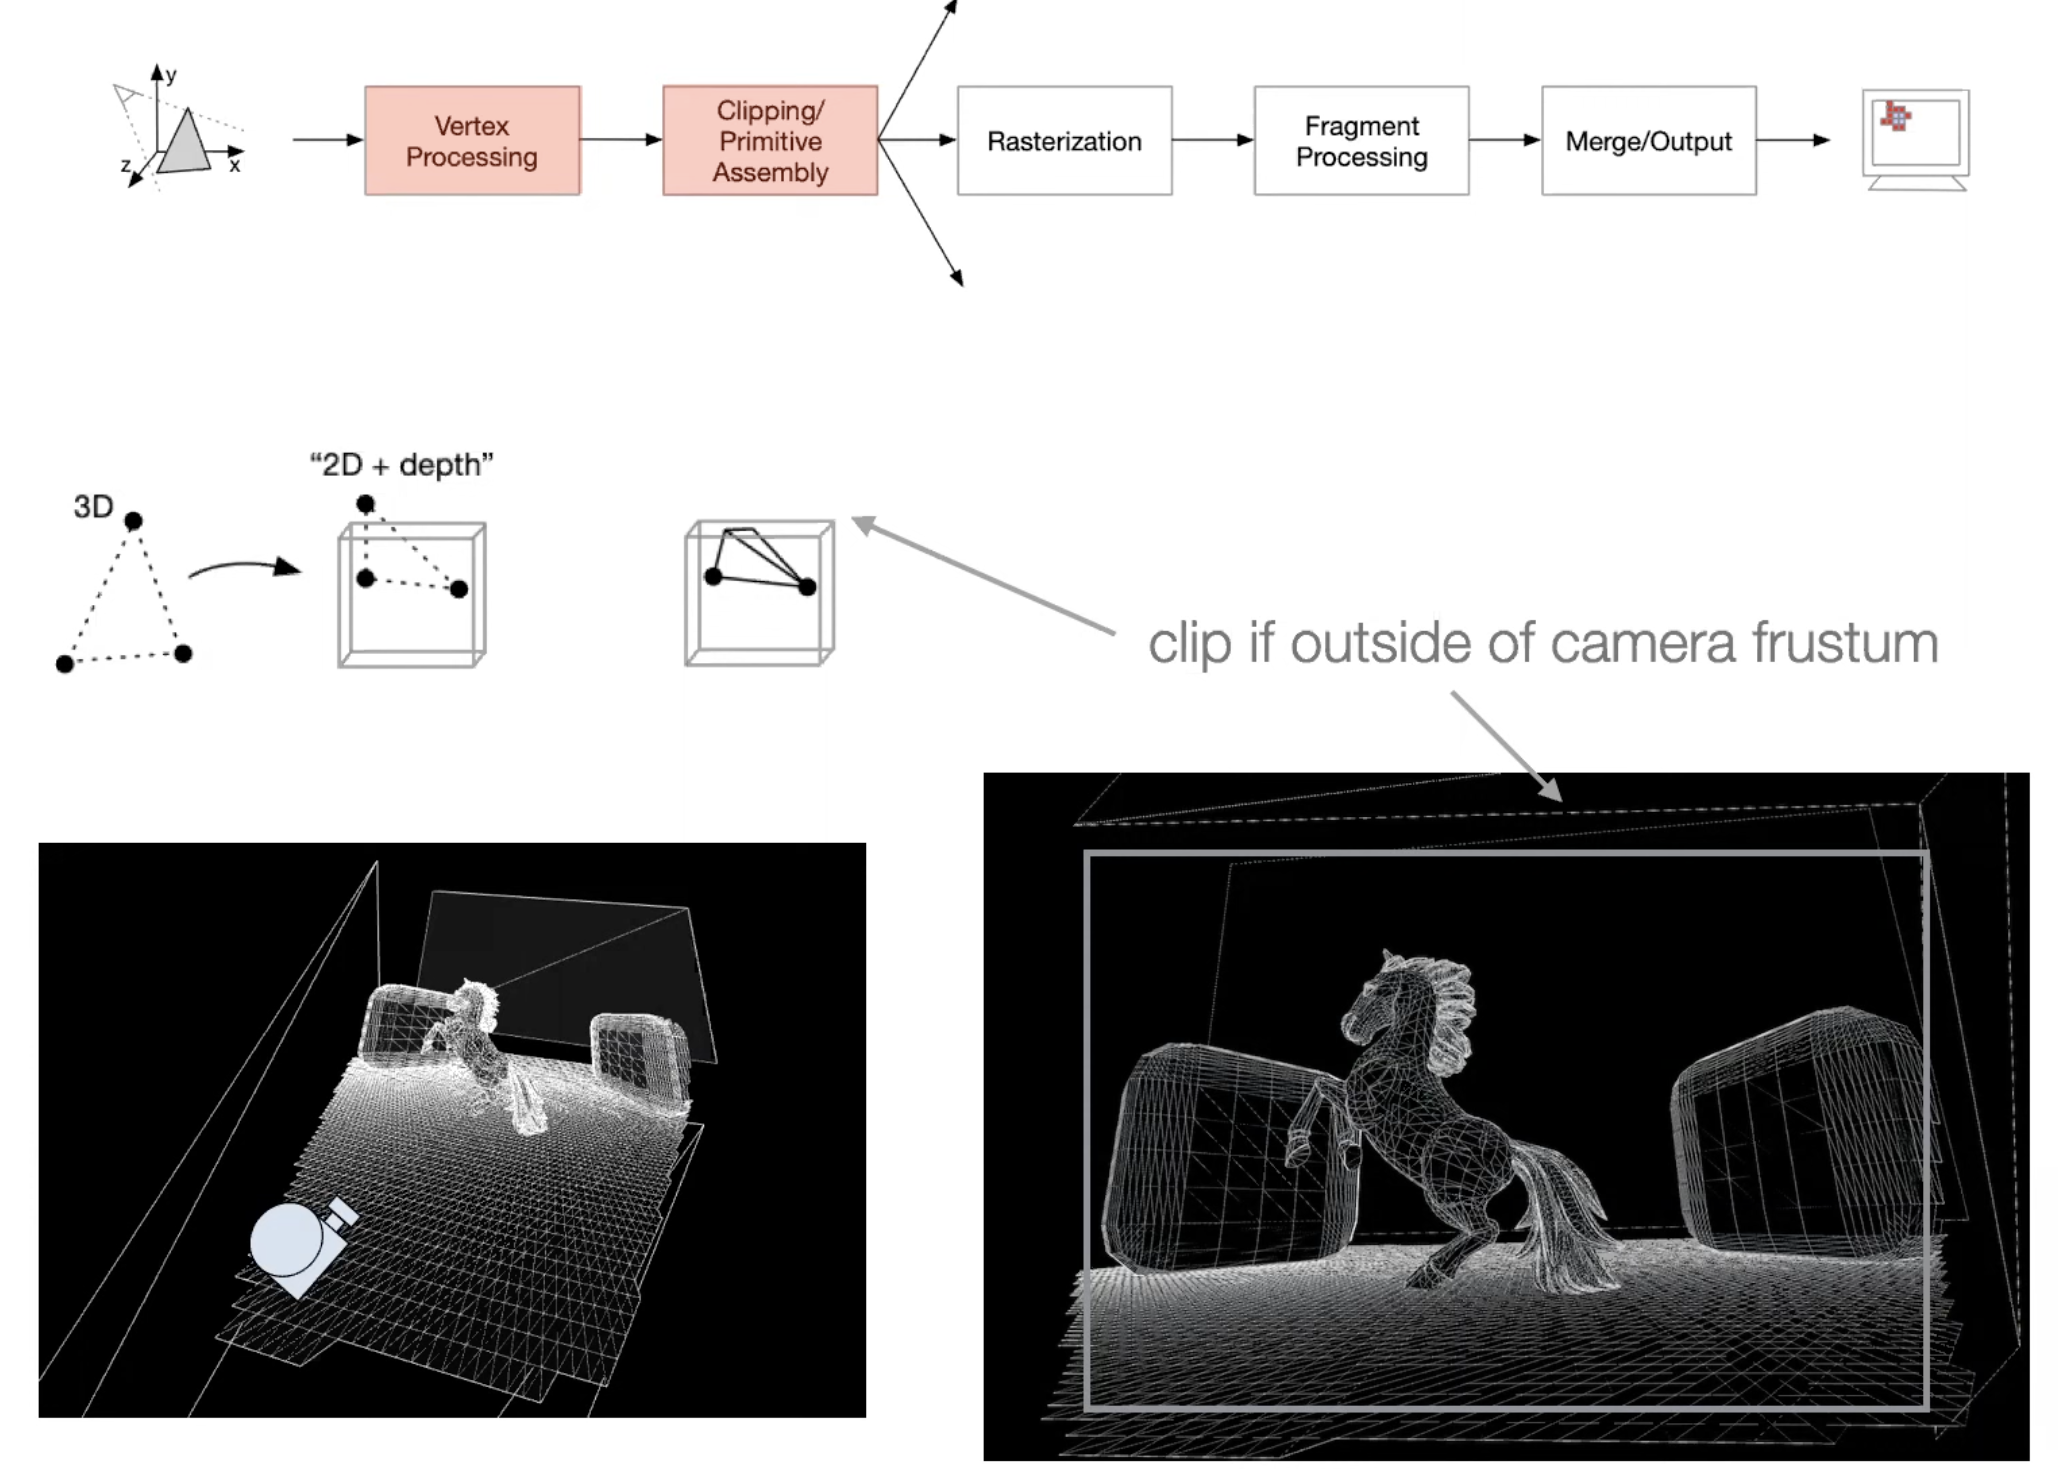 y
z
x
Vertex
Processing
Clipping/
Primitive
Assembly
Rasterization
Fragment
Processing
Merge/Output
3D
“2D + depth”
clip if outside of camera frustum